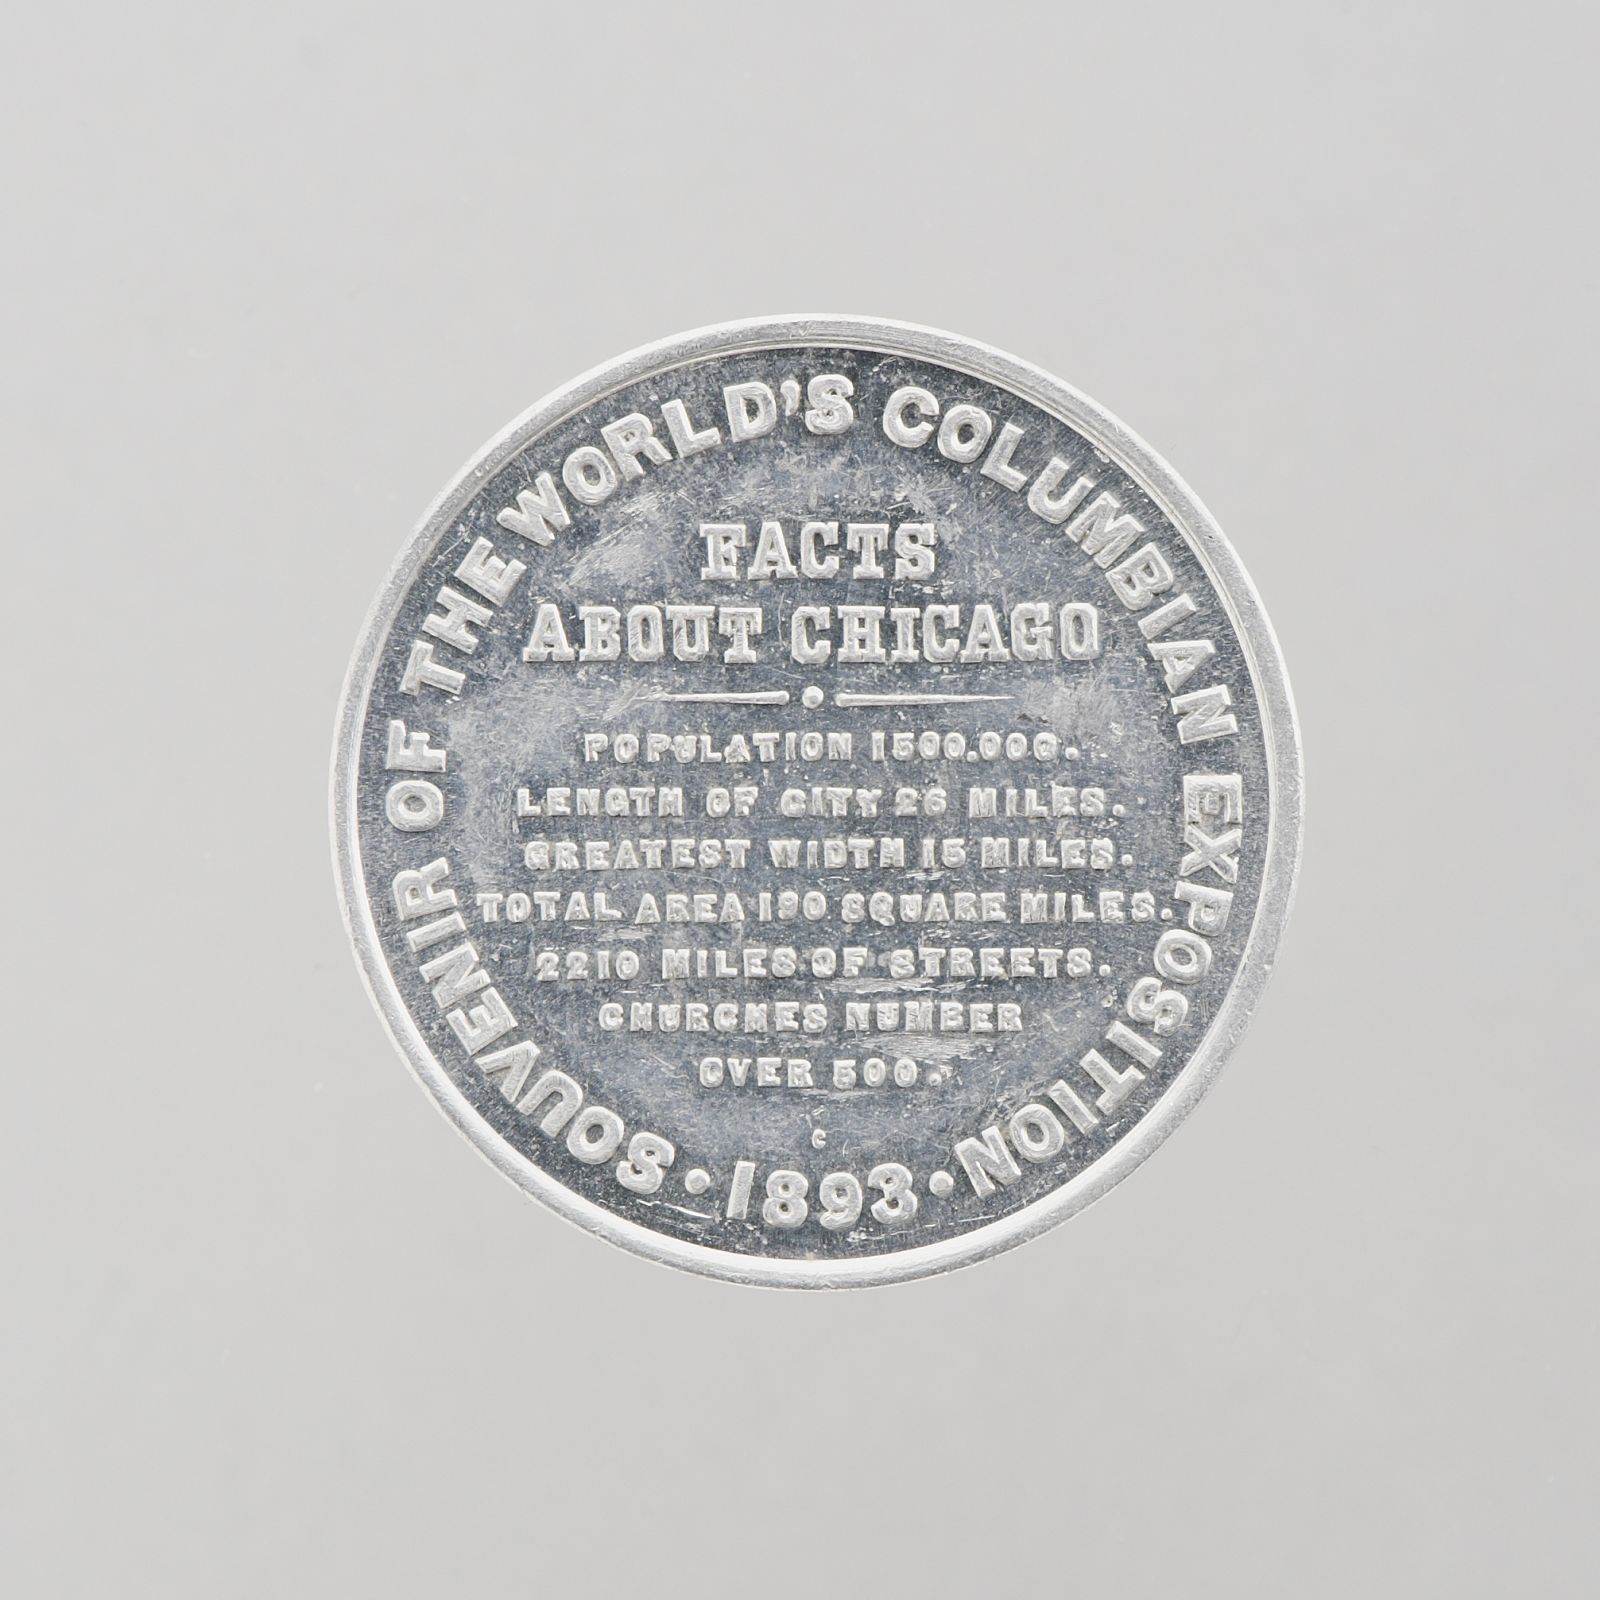 SOUVENIR OF THE WORLD'S COLUMBIAN EXPOSITION
· 1893 ·
FACTS
ABOUT CHICAGO
POPULATION 1500.000.
LENGTH OF CITY 26 MILES.
GREATEST WIDTH 15 MILES.
TOTAL AREA 190 SQUARE MILES.
2210 MILES OF STREETS.
CHURCHES NUMBER
OVER 500.
C